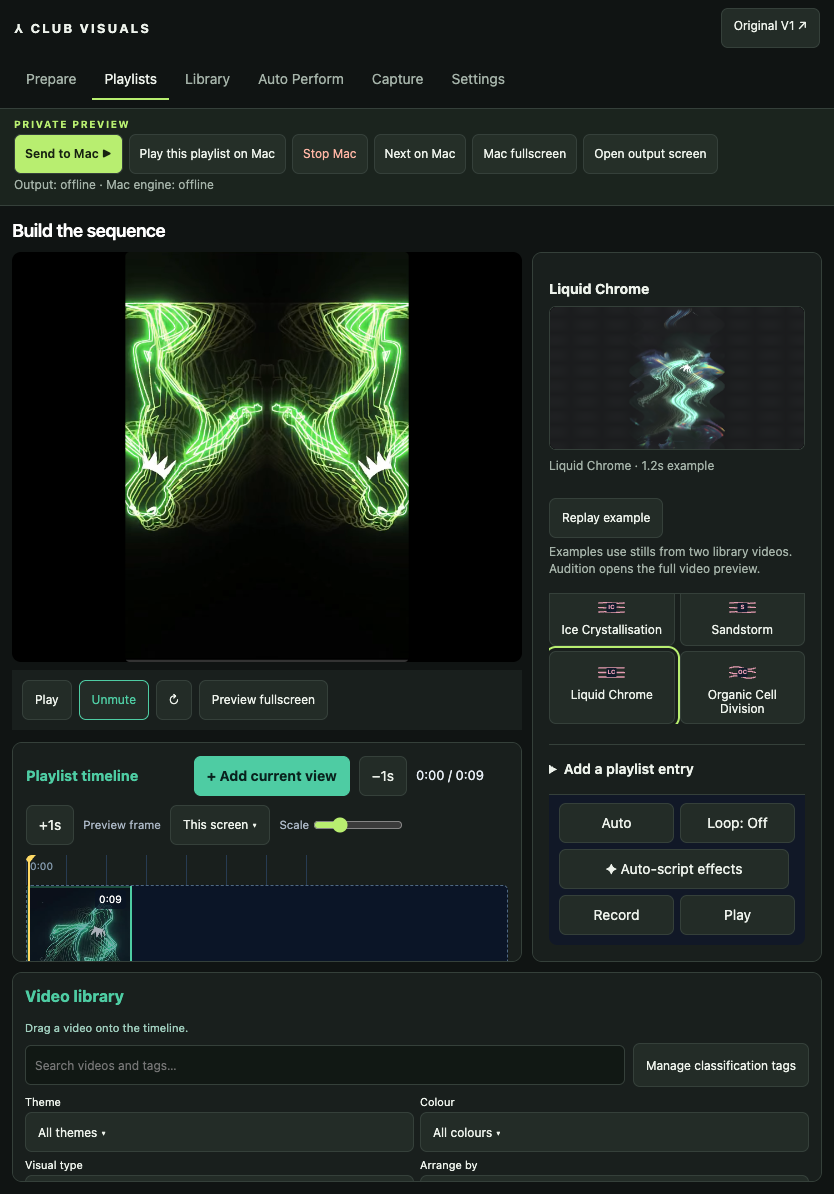 ⅄ CLUB VISUALS
Original V1 ↗
Prepare
Playlists
Library
Auto Perform
Capture
Settings
PRIVATE PREVIEW
Send to Mac ▶
Play this playlist on Mac
Stop Mac
Next on Mac
Mac fullscreen
Open output screen
Output: offline · Mac engine: offline
Build the sequence
Play
Unmute
↻
Preview fullscreen
Playlist timeline
+ Add current view
−1s
0:00 / 0:09
+1s
Preview frame
This screen ▾
Scale
0:00
0:09
Liquid Chrome
Liquid Chrome · 1.2s example
Replay example
Examples use stills from two library videos.
Audition opens the full video preview.
IC
Ice Crystallisation
S
Sandstorm
LC
Liquid Chrome
OC
Organic Cell
Division
▶ Add a playlist entry
Auto
Loop: Off
✦ Auto-script effects
Record
Play
Video library
Drag a video onto the timeline.
Search videos and tags...
Manage classification tags
Theme
Colour
All themes ▾
All colours ▾
Visual type
Arrange by